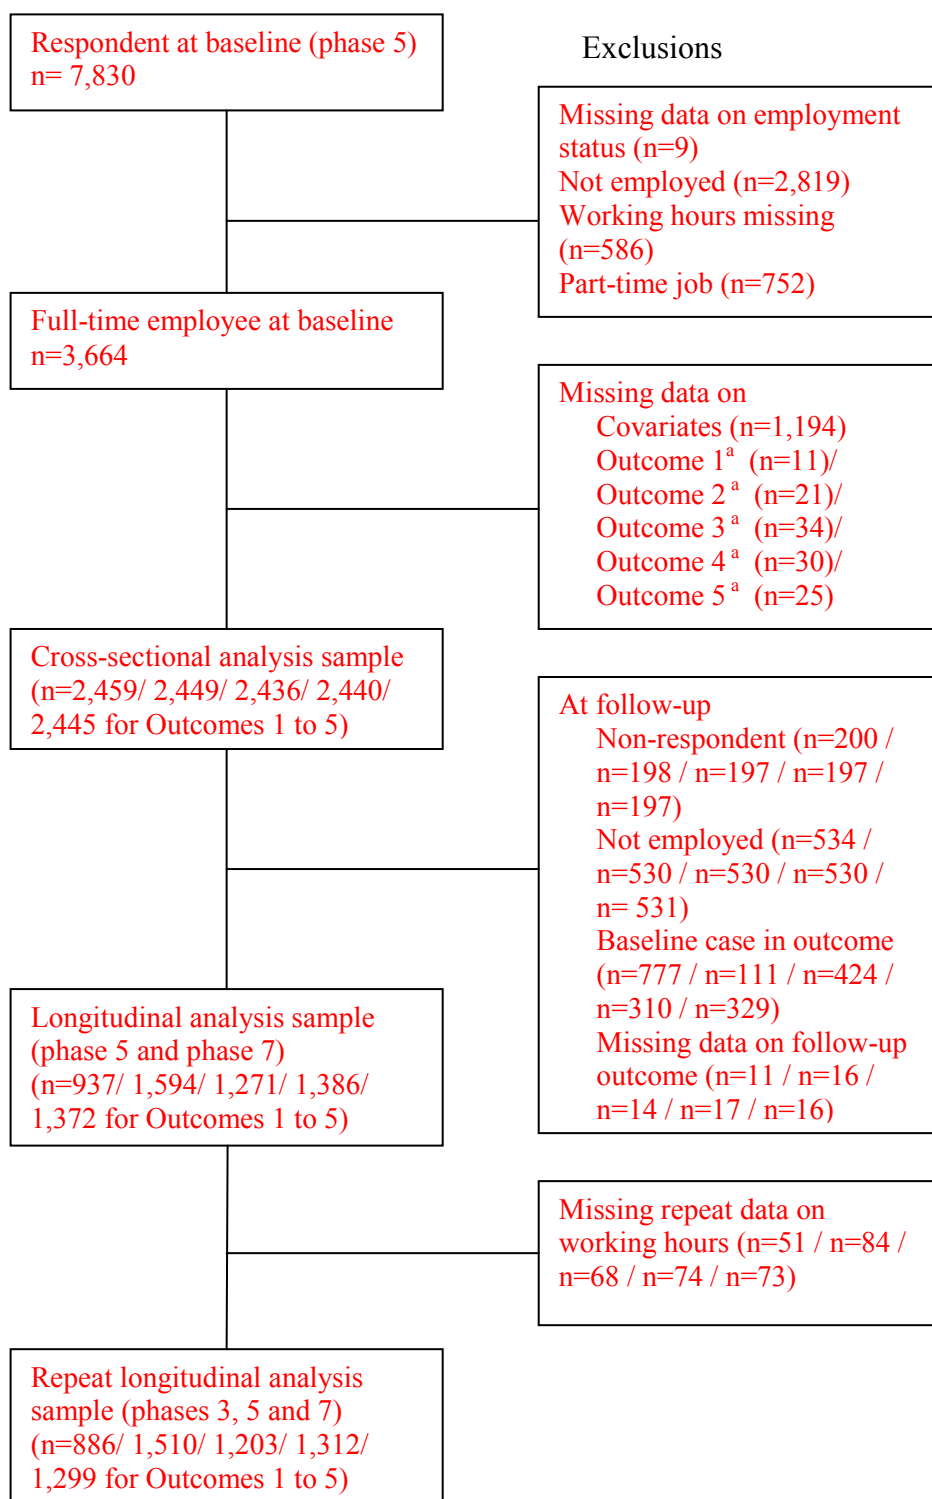 Respondent at baseline (phase 5)
n= 7,830
Exclusions
Missing data on employment
status (n=9)
Not employed (n=2,819)
Working hours missing
(n=586)
Part-time job (n=752)
Full-time employee at baseline
n=3,664
Missing data on
Covariates (n=1,194)
Outcome 1ᵃ (n=11)/
Outcome 2 ᵃ (n=21)/
Outcome 3 ᵃ (n=34)/
Outcome 4 ᵃ (n=30)/
Outcome 5 ᵃ (n=25)
Cross-sectional analysis sample
(n=2,459/ 2,449/ 2,436/ 2,440/
2,445 for Outcomes 1 to 5)
At follow-up
Non-respondent (n=200 /
n=198 / n=197 / n=197 /
n=197)
Not employed (n=534 /
n=530 / n=530 / n=530 /
n= 531)
Baseline case in outcome
(n=777 / n=111 / n=424 /
n=310 / n=329)
Missing data on follow-up
outcome (n=11 / n=16 /
n=14 / n=17 / n=16)
Longitudinal analysis sample
(phase 5 and phase 7)
(n=937/ 1,594/ 1,271/ 1,386/
1,372 for Outcomes 1 to 5)
Missing repeat data on
working hours (n=51 / n=84 /
n=68 / n=74 / n=73)
Repeat longitudinal analysis
sample (phases 3, 5 and 7)
(n=886/ 1,510/ 1,203/ 1,312/
1,299 for Outcomes 1 to 5)